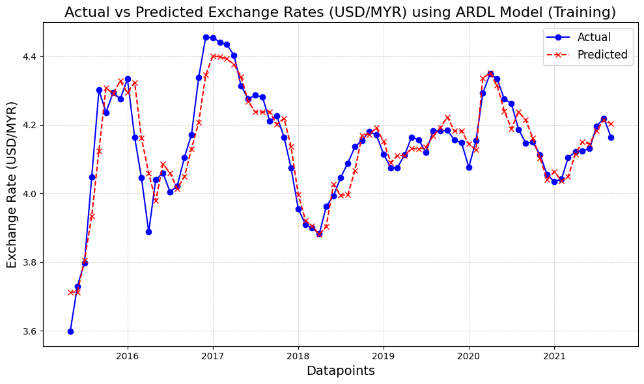 Actual vs Predicted Exchange Rates (USD/MYR) using ARDL Model (Training)
Actual
Predicted
Exchange Rate (USD/MYR)
4.4
4.2
4.0
3.8
3.6
2016 2017 2018 2019 2020 2021
Datapoints